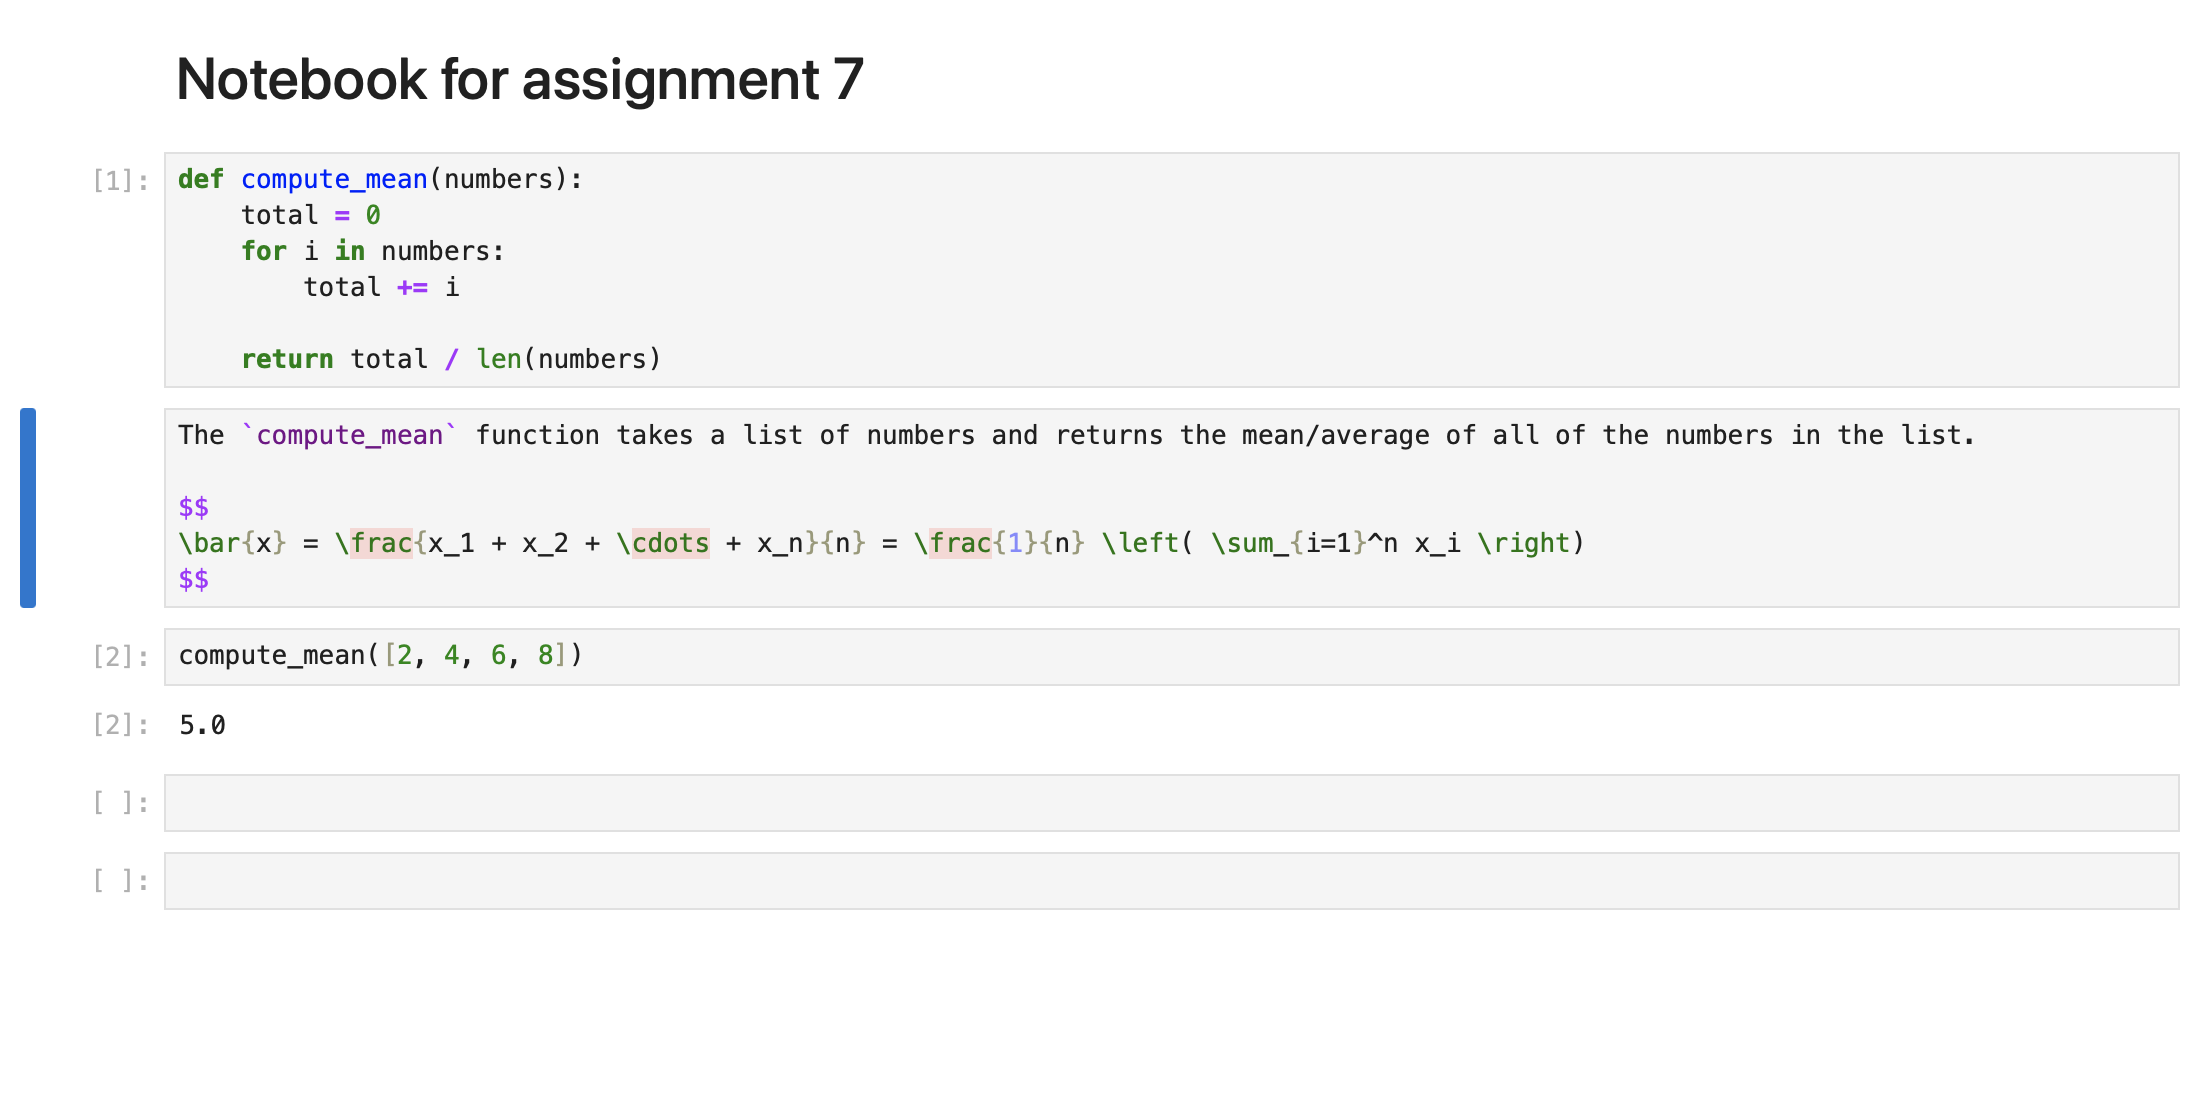 Notebook for assignment 7
[1]:
def compute_mean(numbers):
    total = 0
    for i in numbers:
        total += i

    return total / len(numbers)
The `compute_mean` function takes a list of numbers and returns the mean/average of all of the numbers in the list.

$$
\bar{x} = \frac{x_1 + x_2 + \cdots + x_n}{n} = \frac{1}{n} \left( \sum_{i=1}^n x_i \right)
$$
[2]: compute_mean([2, 4, 6, 8])
[2]: 5.0
[ ]:
[ ]: